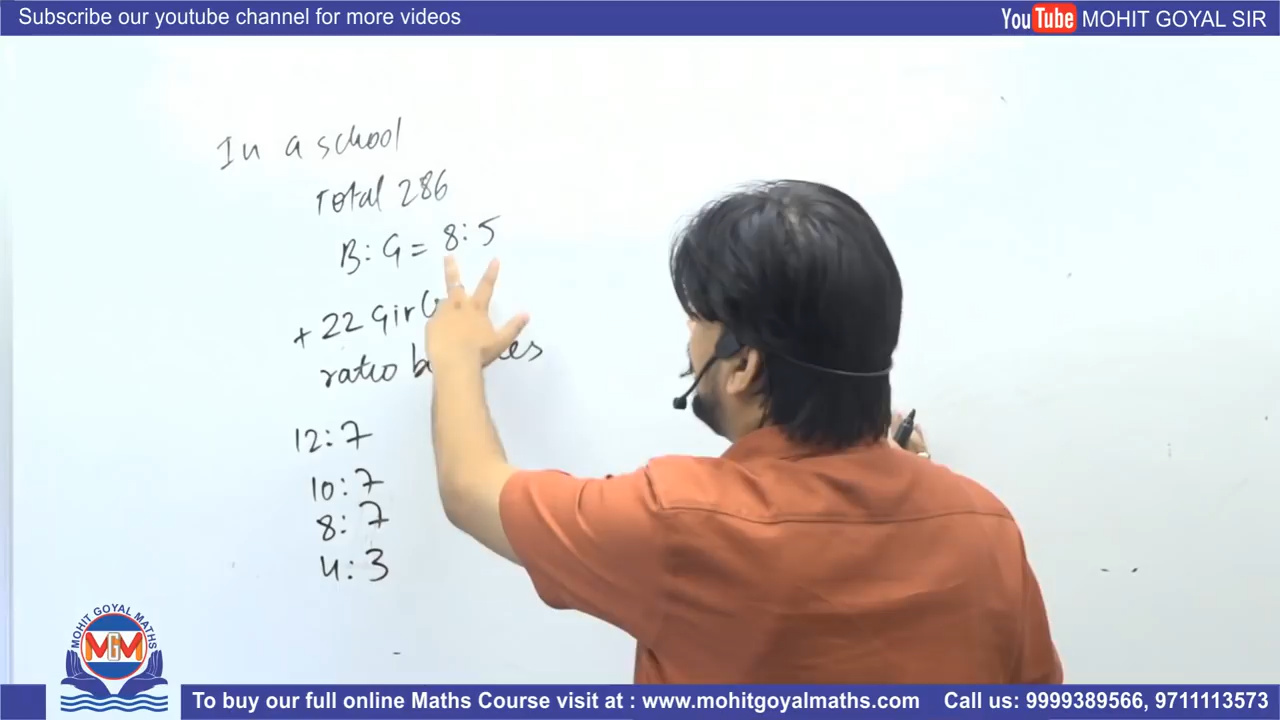 Subscribe our youtube channel for more videos
YouTube MOHIT GOYAL SIR
In a school
Total 286
B: G = 8: 5
+ 22
ratio
12: 7
10: 7
8: 7
4: 3
MOHIT GOYAL MATHS
MGM
To buy our full online Maths Course visit at : www.mohitgoyalmaths.com Call us: 9999389566, 9711113573